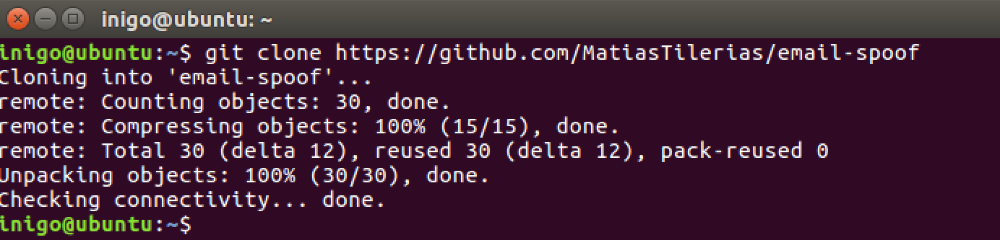 inigo@ubuntu: ~
inigo@ubuntu:~$ git clone https://github.com/MatiasTilerias/email-spoof
Cloning into 'email-spoof'...
remote: Counting objects: 30, done.
remote: Compressing objects: 100% (15/15), done.
remote: Total 30 (delta 12), reused 30 (delta 12), pack-reused 0
Unpacking objects: 100% (30/30), done.
Checking connectivity... done.
inigo@ubuntu:~$